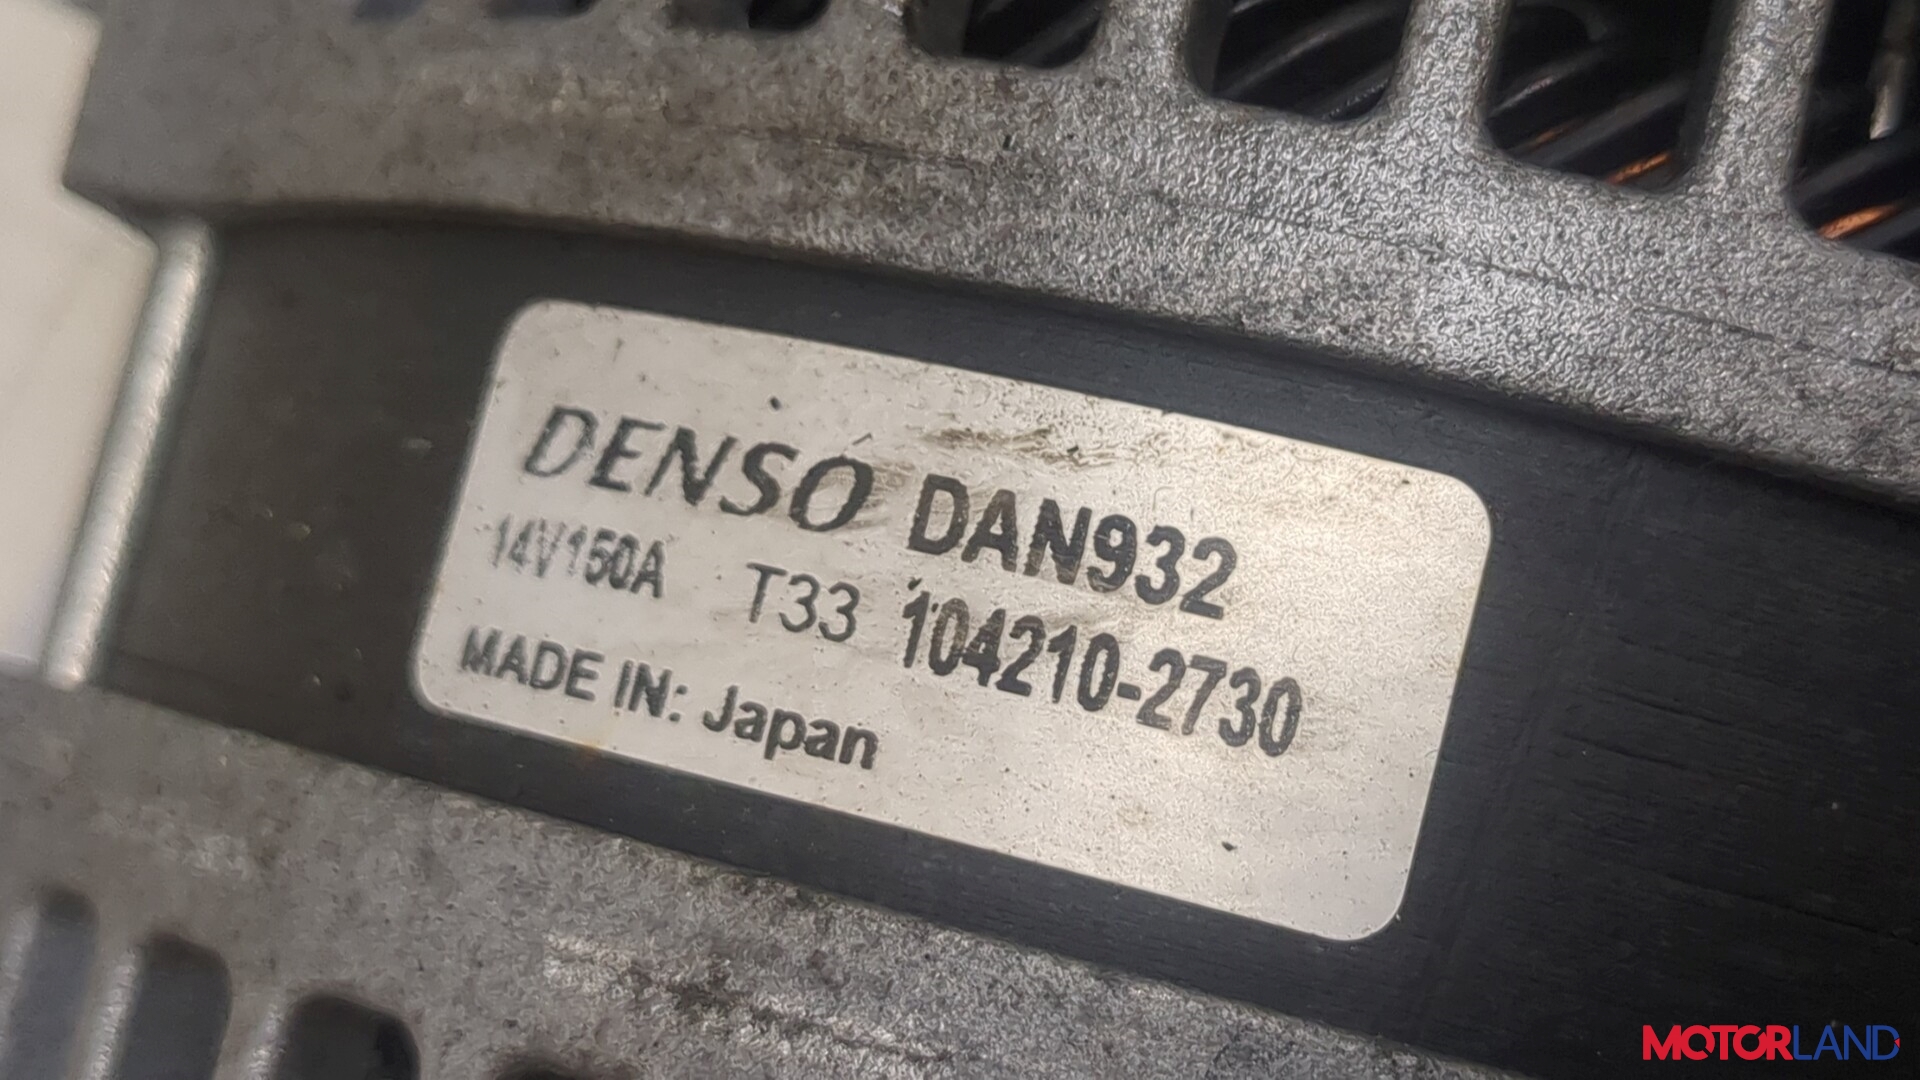 DENSO DAN932
14V150A T33 104210-2730
MADE IN: Japan
MOTORLAND